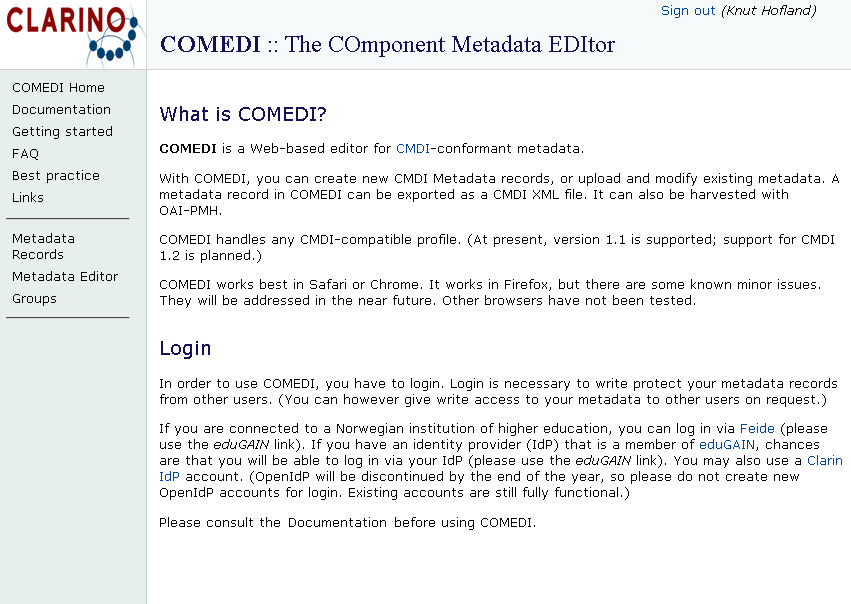 CLARINO
Sign out (Knut Hofland)
COMEDI :: The COmponent Metadata EDItor
COMEDI Home
Documentation
Getting started
FAQ
Best practice
Links
Metadata
Records
Metadata Editor
Groups
What is COMEDI?
COMEDI is a Web-based editor for CMDI-conformant metadata.
With COMEDI, you can create new CMDI Metadata records, or upload and modify existing metadata. A
metadata record in COMEDI can be exported as a CMDI XML file. It can also be harvested with
OAI-PMH.
COMEDI handles any CMDI-compatible profile. (At present, version 1.1 is supported; support for CMDI
1.2 is planned.)
COMEDI works best in Safari or Chrome. It works in Firefox, but there are some known minor issues.
They will be addressed in the near future. Other browsers have not been tested.
Login
In order to use COMEDI, you have to login. Login is necessary to write protect your metadata records
from other users. (You can however give write access to your metadata to other users on request.)
If you are connected to a Norwegian institution of higher education, you can log in via Feide (please
use the eduGAIN link). If you have an identity provider (IdP) that is a member of eduGAIN, chances
are that you will be able to log in via your IdP (please use the eduGAIN link). You may also use a Clarin
IdP account. (OpenIdP will be discontinued by the end of the year, so please do not create new
OpenIdP accounts for login. Existing accounts are still fully functional.)
Please consult the Documentation before using COMEDI.